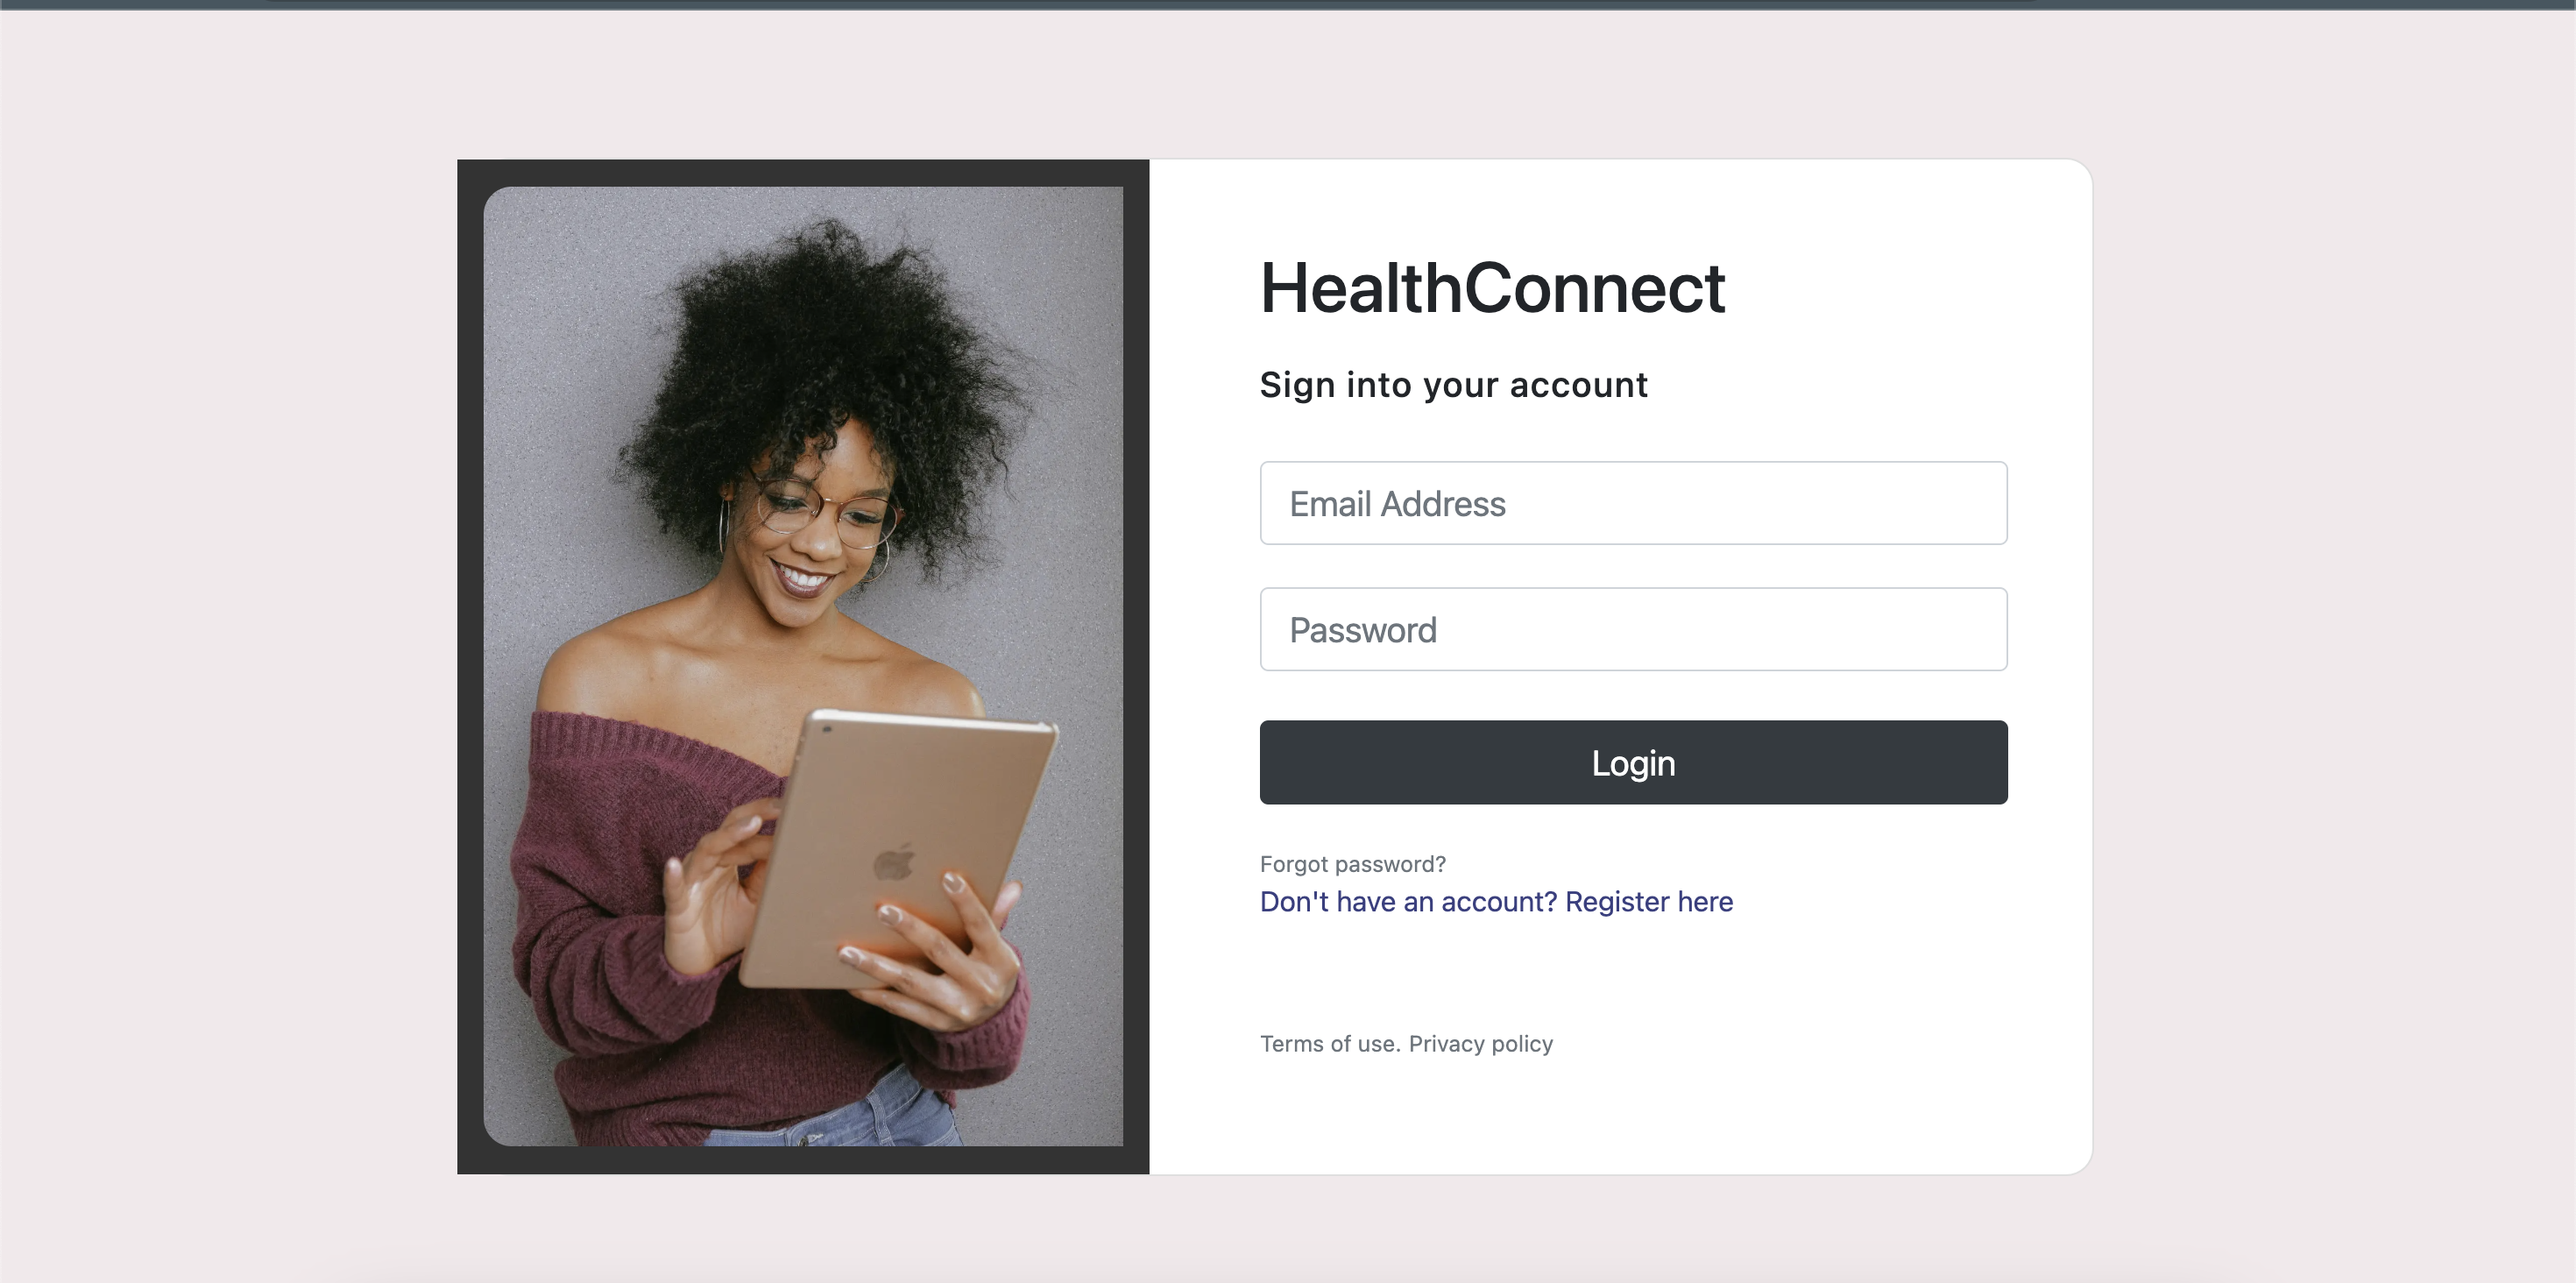 HealthConnect
Sign into your account
Email Address
Password
Login
Forgot password?
Don't have an account? Register here
Terms of use. Privacy policy